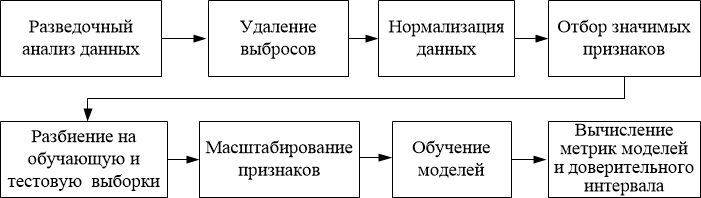 Разведочный
анализ данных
Удаление
выбросов
Нормализация
данных
Отбор значимых
признаков
Разбиение на
обучающую и
тестовую выборки
Масштабирование
признаков
Обучение
моделей
Вычисление
метрик моделей
и доверительного
интервала